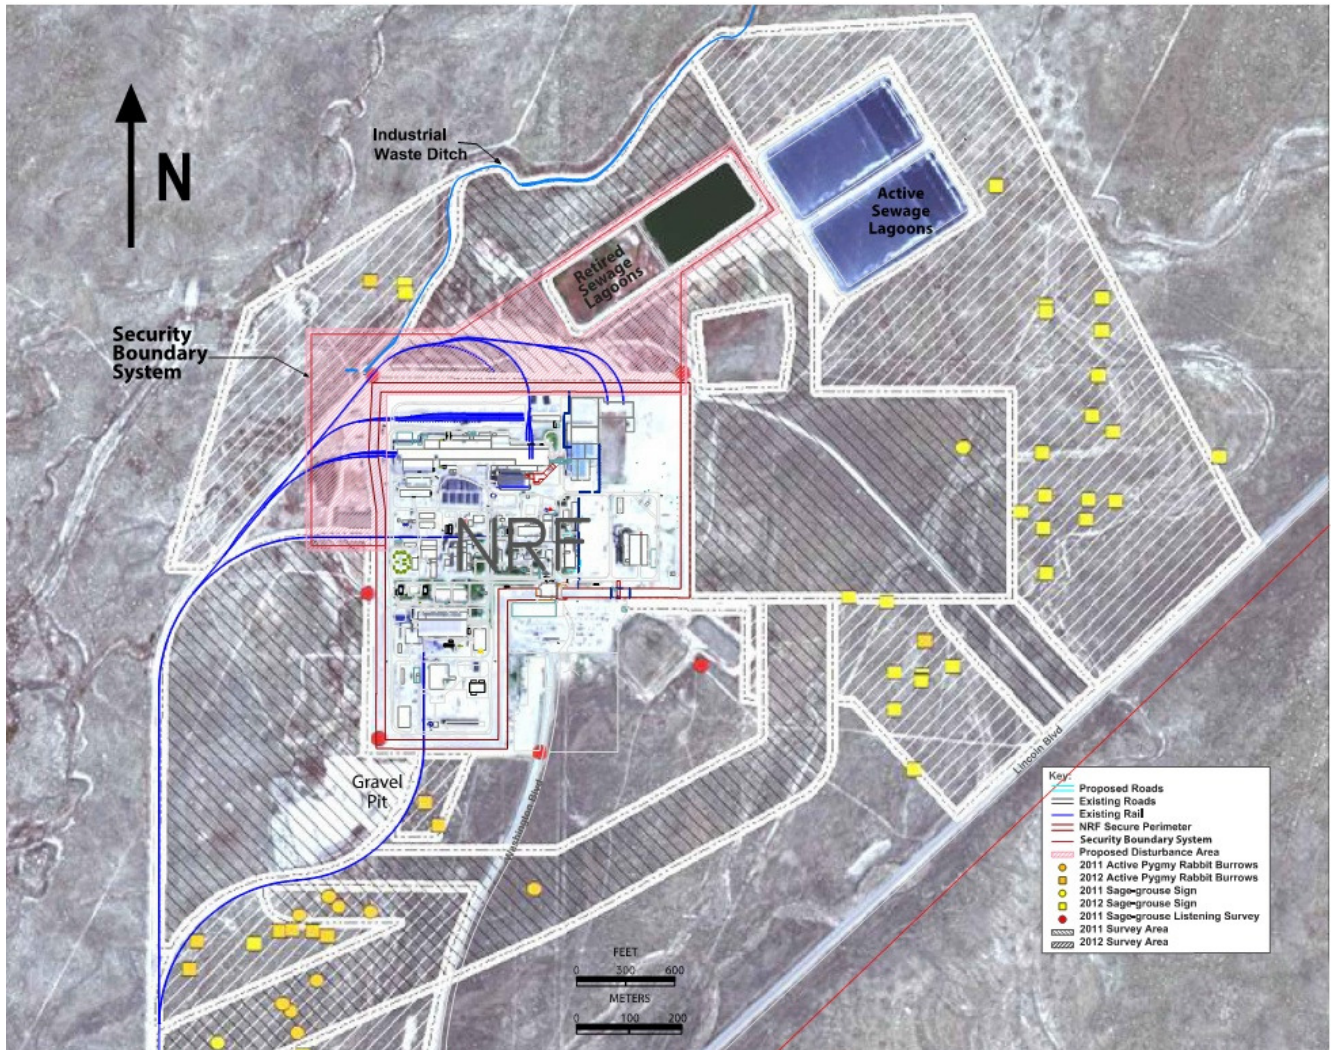 N
Industrial
Waste Ditch
Active
Sewage
Lagoons
Retired
Sewage
Lagoons
Security
Boundary
System
NRF
Gravel
Pit
Washington Blvd
Lincoln Blvd
Key:
Proposed Roads
Existing Roads
Existing Rail
NRF Secure Perimeter
Security Boundary System
Proposed Disturbance Area
2011 Active Pygmy Rabbit Burrows
2012 Active Pygmy Rabbit Burrows
2011 Sage-grouse Sign
2012 Sage-grouse Sign
2011 Sage-grouse Listening Survey
2011 Survey Area
2012 Survey Area
FEET
0 300 600
METERS
0 100 200